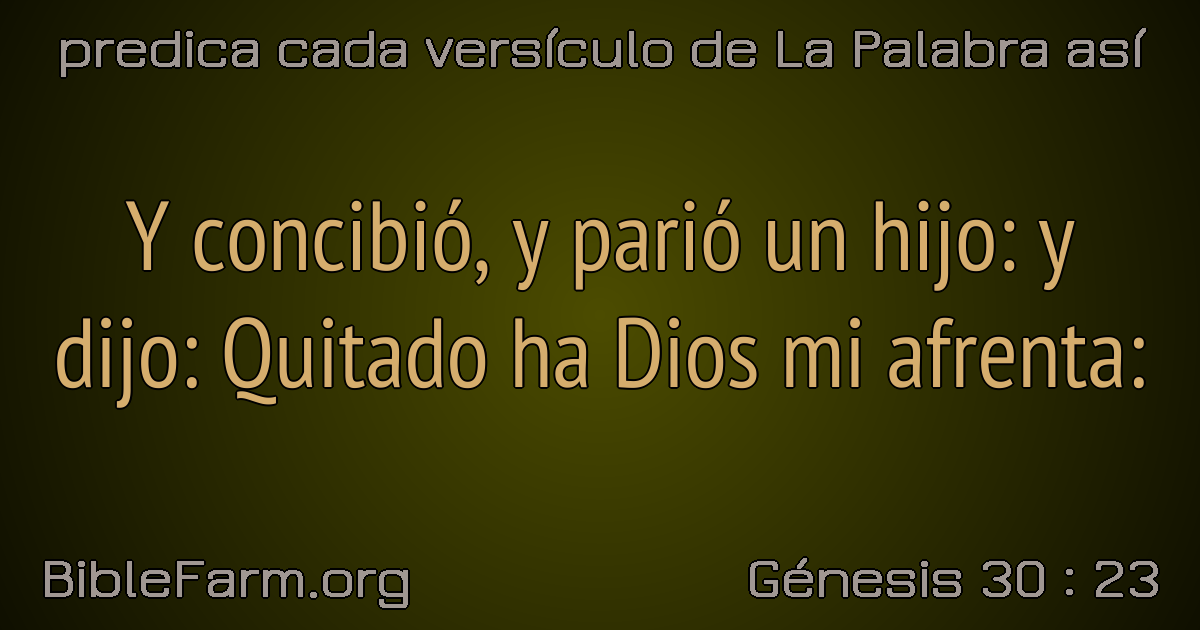 predica cada versículo de La Palabra así
Y concibió, y parió un hijo: y
dijo: Quitado ha Dios mi afrenta:
BibleFarm.org
Génesis 30 : 23